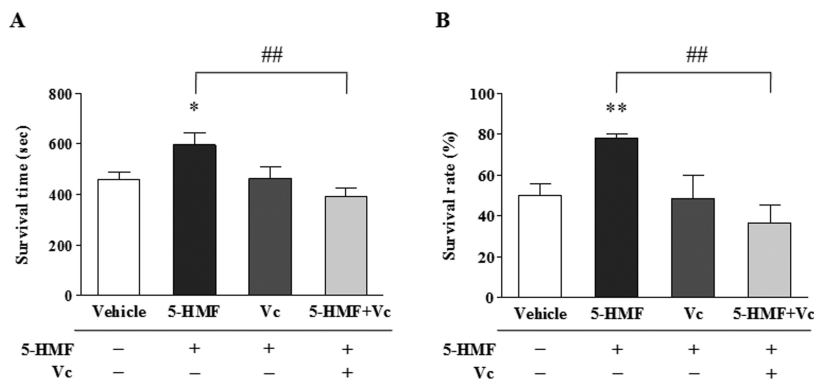 A
##
800
600
400
200
0
Survival time (sec)
*
Vehicle 5-HMF Vc 5-HMF+Vc
5-HMF − + + +
Vc − − − +
B
##
100
80
60
40
20
0
Survival rate (%)
**
Vehicle 5-HMF Vc 5-HMF+Vc
5-HMF − + + +
Vc − − − +